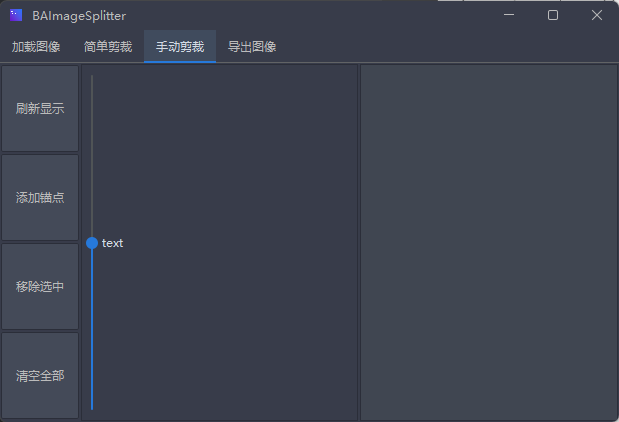 BAImageSplitter
加载图像 简单剪裁 手动剪裁 导出图像
刷新显示
添加锚点
text
移除选中
清空全部